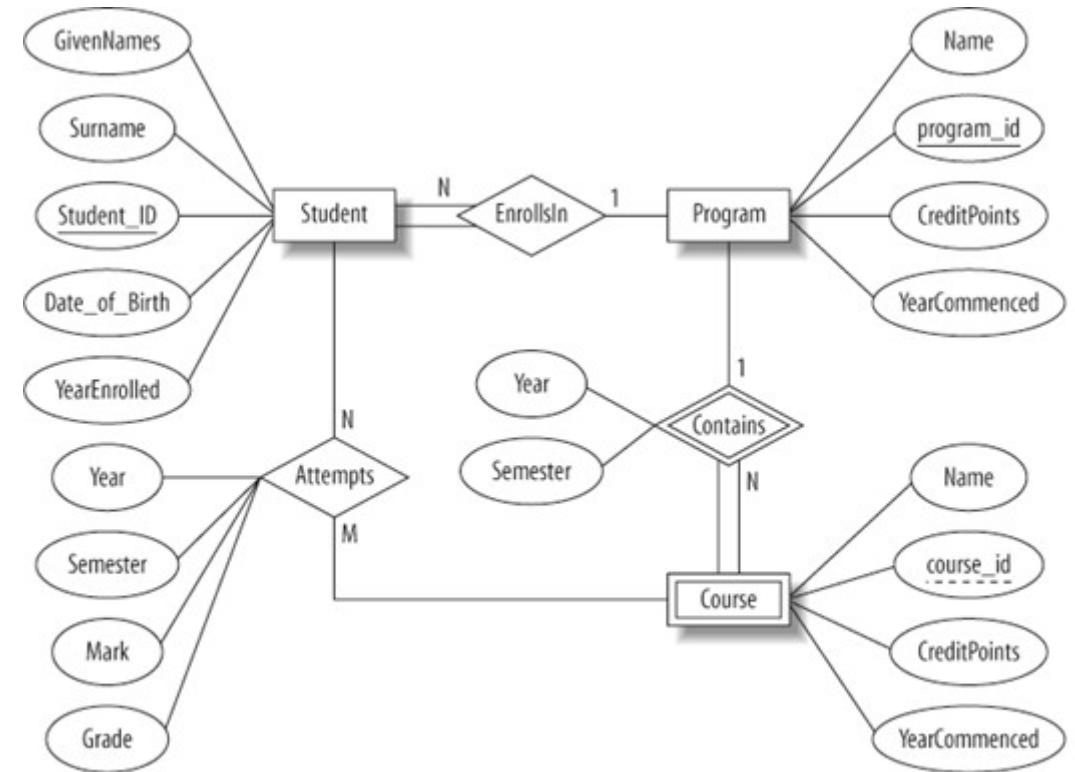 GivenNames
Surname
Student_ID
Date_of_Birth
YearEnrolled
Student
N
EnrollsIn
1
Program
Name
program_id
CreditPoints
YearCommenced
1
Year
Semester
Contains
N
N
Attempts
M
Year
Semester
Mark
Grade
Course
Name
course_id
CreditPoints
YearCommenced